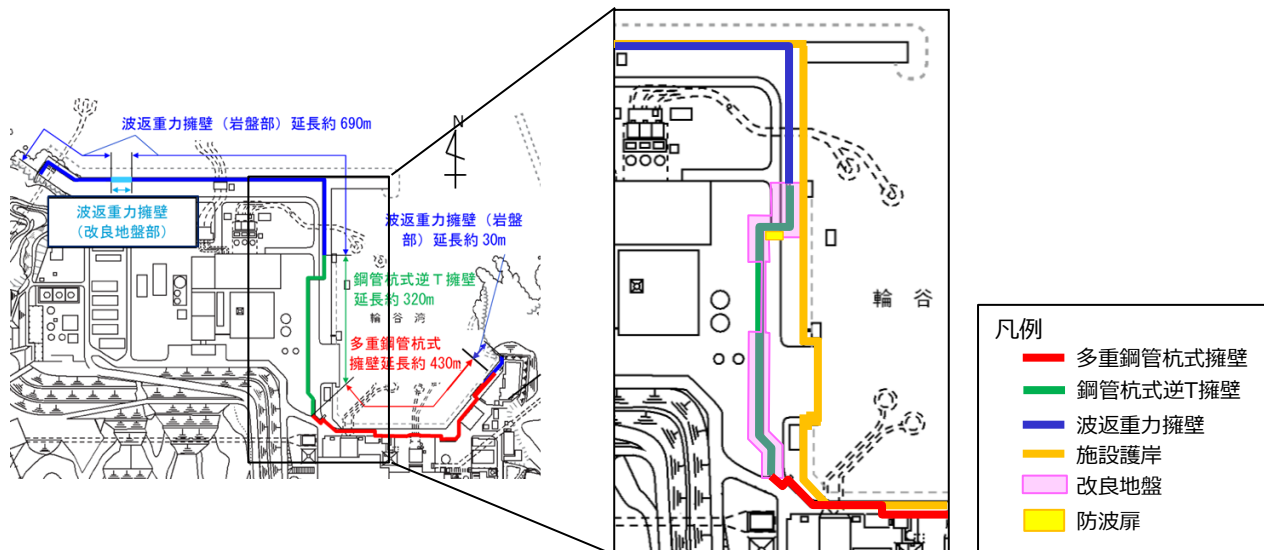 波返重力擁壁（岩盤部）延長約 690m
N
波返重力擁壁
（改良地盤部）
波返重力擁壁（岩盤
部）延長約 30m
鋼管杭式逆Ｔ擁壁
延長約 320m
輪 谷 湾
多重鋼管杭式
擁壁延長約 430m
輪 谷
凡例
多重鋼管杭式擁壁
鋼管杭式逆T擁壁
波返重力擁壁
施設護岸
改良地盤
防波扉